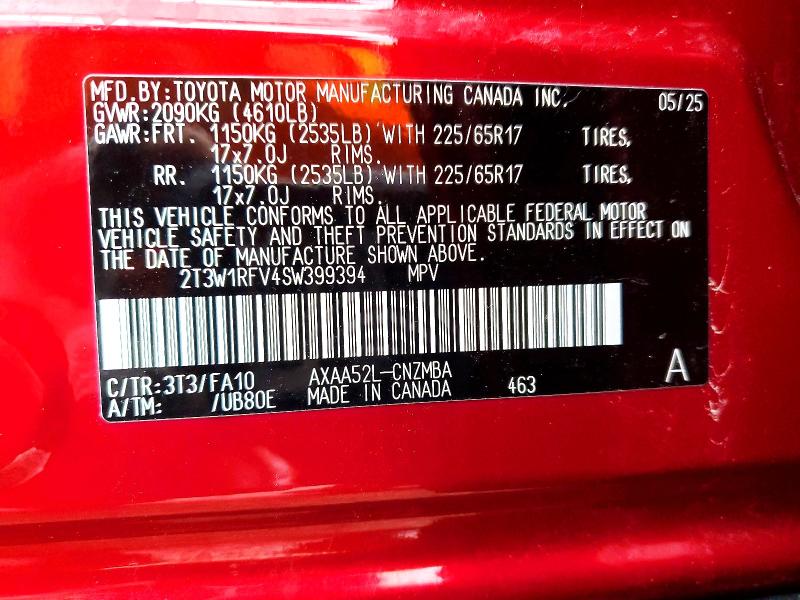 MFD.BY:TOYOTA MOTOR MANUFACTURING CANADA INC. 05/25
GVWR:2090KG (4610LB)
GAWR:FRT. 1150KG (2535LB) WITH 225/65R17 TIRES,
17x7.0J RIMS.
RR. 1150KG (2535LB) WITH 225/65R17 TIRES,
17x7.0J RIMS.
THIS VEHICLE CONFORMS TO ALL APPLICABLE FEDERAL MOTOR
VEHICLE SAFETY AND THEFT PREVENTION STANDARDS IN EFFECT ON
THE DATE OF MANUFACTURE SHOWN ABOVE.
2T3W1RFV4SW399394 MPV
C/TR:3T3/FA10 AXAA52L-CNZMBA A
A/TM: /UB80E MADE IN CANADA 463